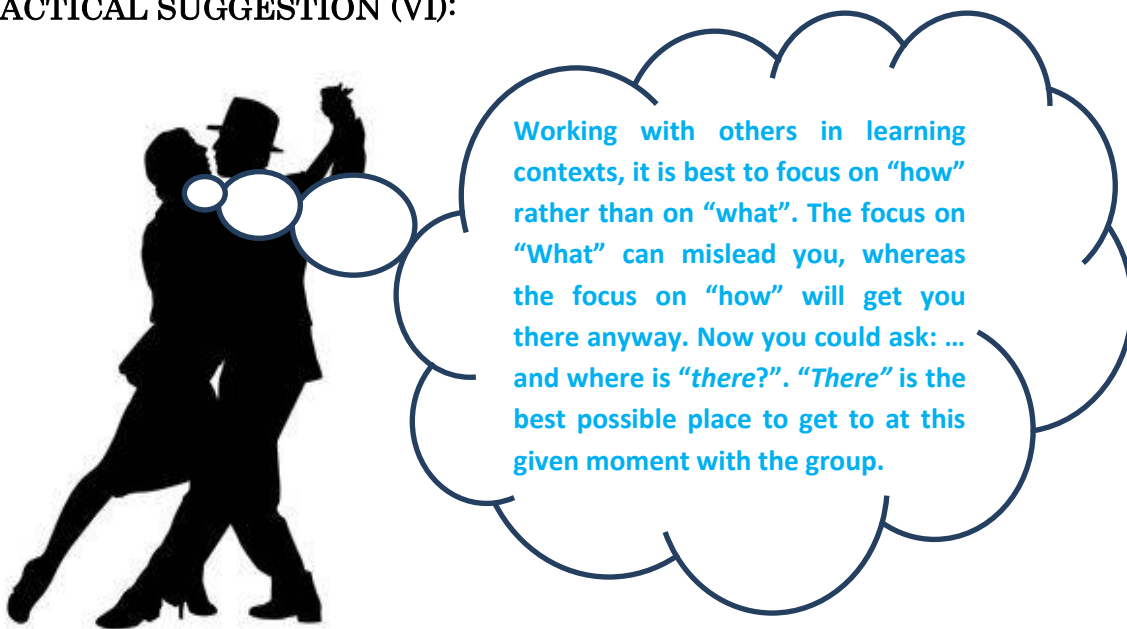 ACTICAL SUGGESTION (VI):
Working with others in learning
contexts, it is best to focus on “how”
rather than on “what”. The focus on
“What” can mislead you, whereas
the focus on “how” will get you
there anyway. Now you could ask: …
and where is “there?”. “There” is the
best possible place to get to at this
given moment with the group.